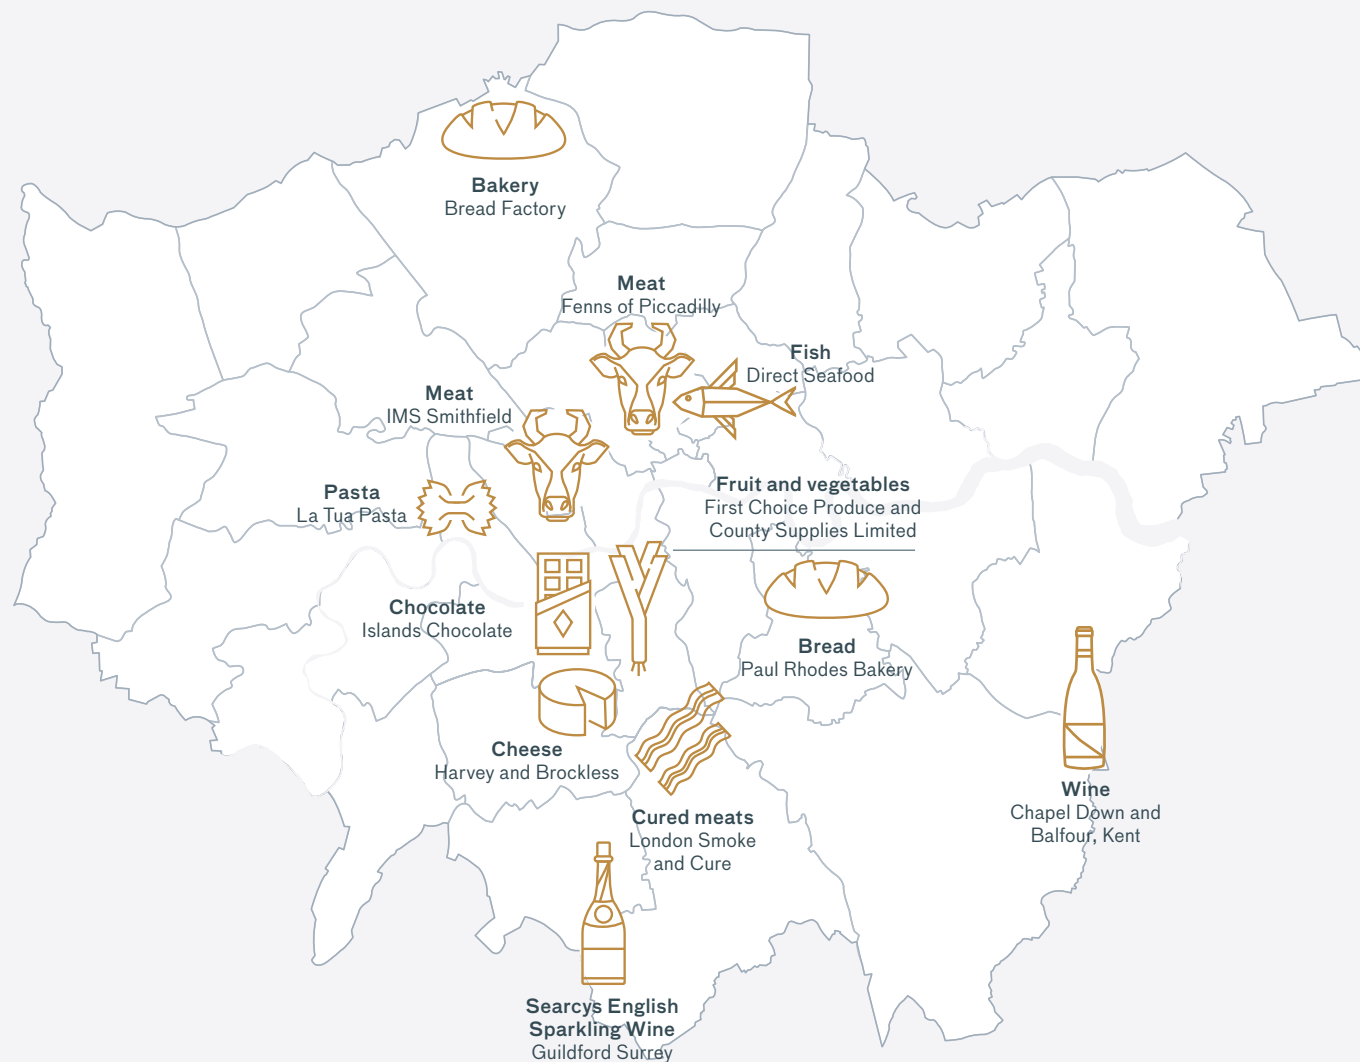 Bakery
Bread Factory
Meat
Fenns of Piccadilly
Fish
Direct Seafood
Meat
IMS Smithfield
Pasta
La Tua Pasta
Fruit and vegetables
First Choice Produce and
County Supplies Limited
Chocolate
Islands Chocolate
Bread
Paul Rhodes Bakery
Cheese
Harvey and Brockless
Cured meats
London Smoke
and Cure
Wine
Chapel Down and
Balfour, Kent
Searcys English
Sparkling Wine
Guildford Surrey